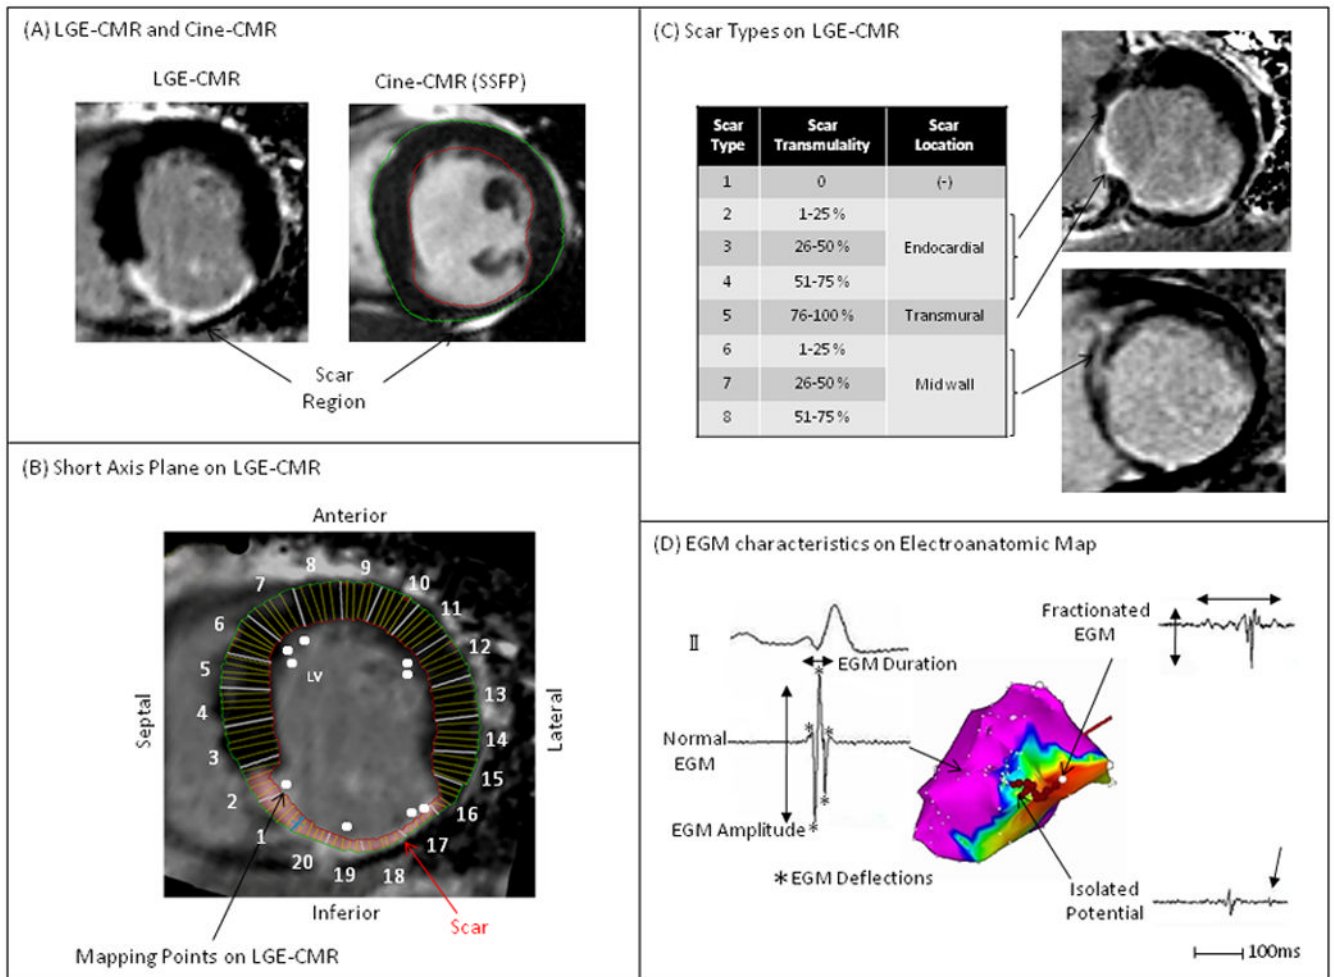 (A) LGE-CMR and Cine-CMR
LGE-CMR
Cine-CMR (SSFP)
Scar
Region
(B) Short Axis Plane on LGE-CMR
Anterior
8
9
7
10
11
6
12
5
LV
13
4
14
3
15
2
16
1
17
20
19
18
Septal
Lateral
Inferior
Scar
Mapping Points on LGE-CMR
(C) Scar Types on LGE-CMR
Scar Type Scar Transmulality Scar Location
1 0 (-)
2 1-25 %
3 26-50 % Endocardial
4 51-75 %
5 76-100 % Transmural
6 1-25 %
7 26-50 % Mid wall
8 51-75 %
(D) EGM characteristics on Electroanatomic Map
II
EGM Duration
Fractionated
EGM
Normal
EGM
EGM Amplitude
* EGM Deflections
Isolated
Potential
100ms